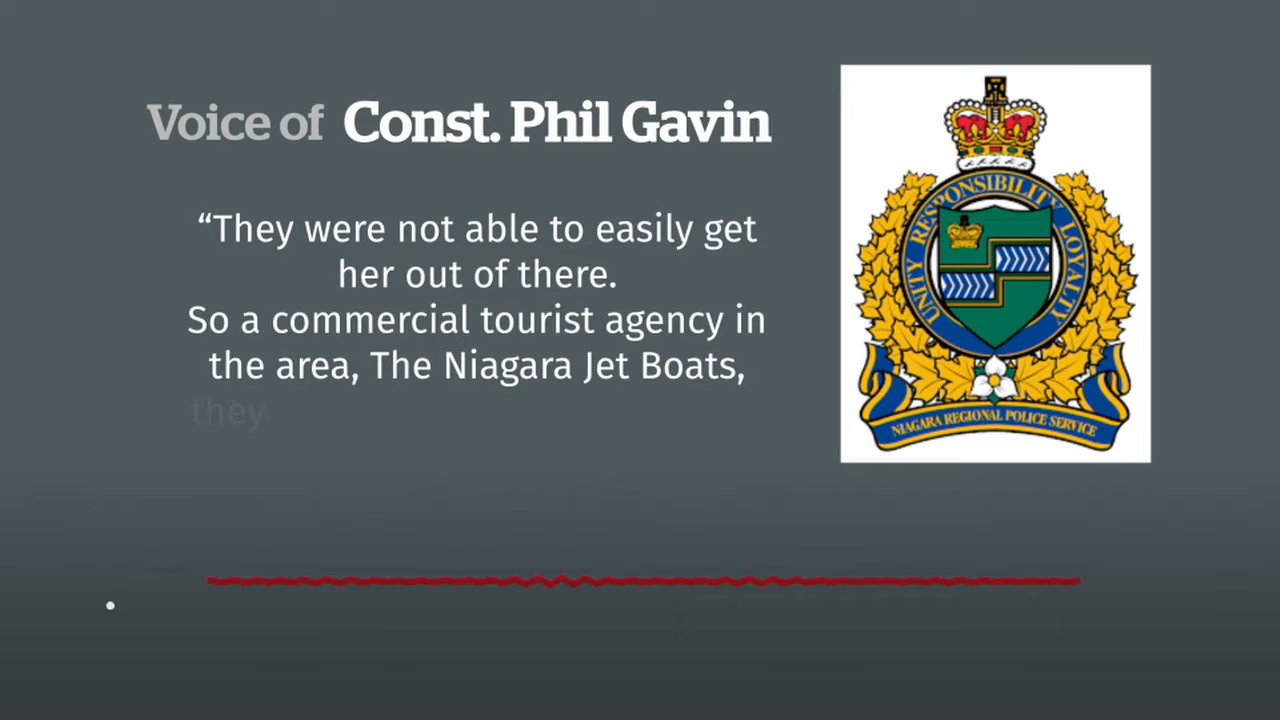 Voice of Const. Phil Gavin
“They were not able to easily get
her out of there.
So a commercial tourist agency in
the area, The Niagara Jet Boats,
they
UNITY RESPONSIBILITY LOYALTY
NIAGARA REGIONAL POLICE SERVICE